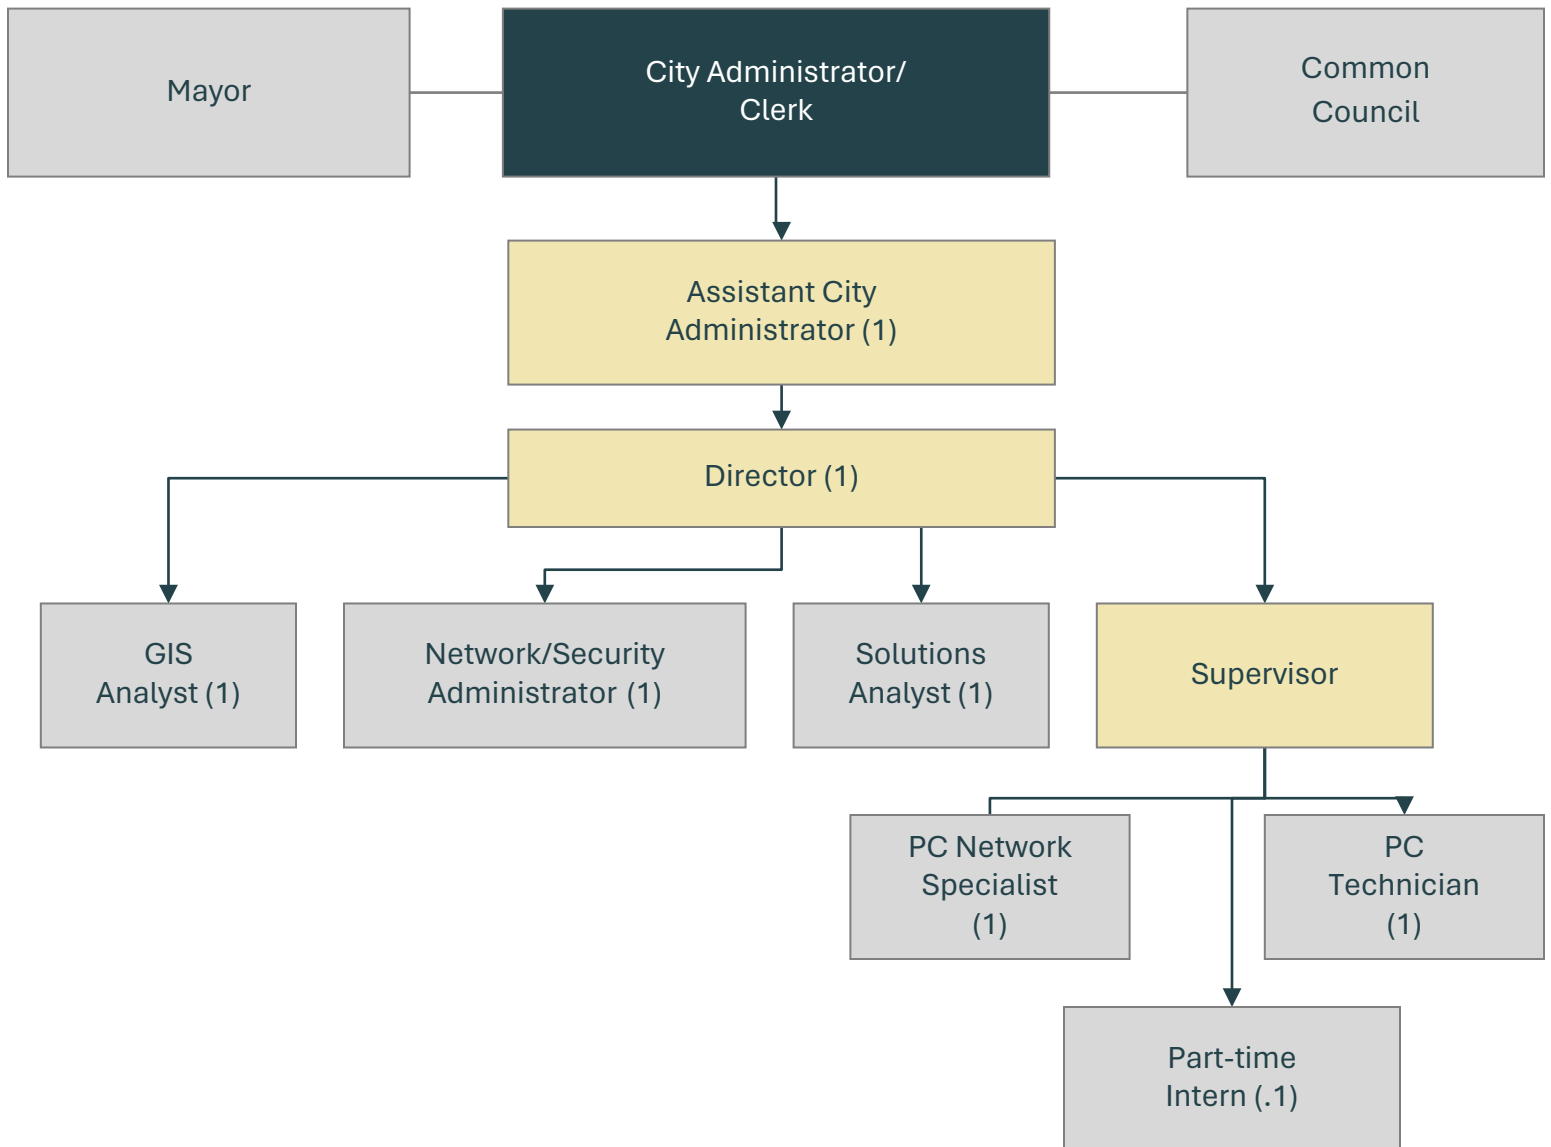 Mayor
City Administrator/
Clerk
Common
Council
Assistant City
Administrator (1)
Director (1)
GIS
Analyst (1)
Network/Security
Administrator (1)
Solutions
Analyst (1)
Supervisor
PC Network
Specialist
(1)
PC
Technician
(1)
Part-time
Intern (.1)